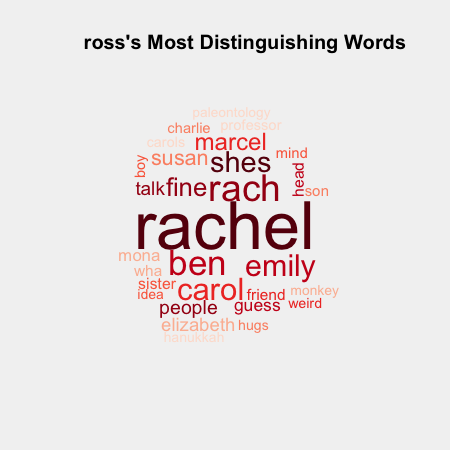 ross's Most Distinguishing Words
paleontology
charlie professor
carols marcel
boy susan shes mind
talk fine rach head son
rachel
mona ben emily
wha
sister carol friend monkey
idea
people guess weird
elizabeth hugs
hanukkah